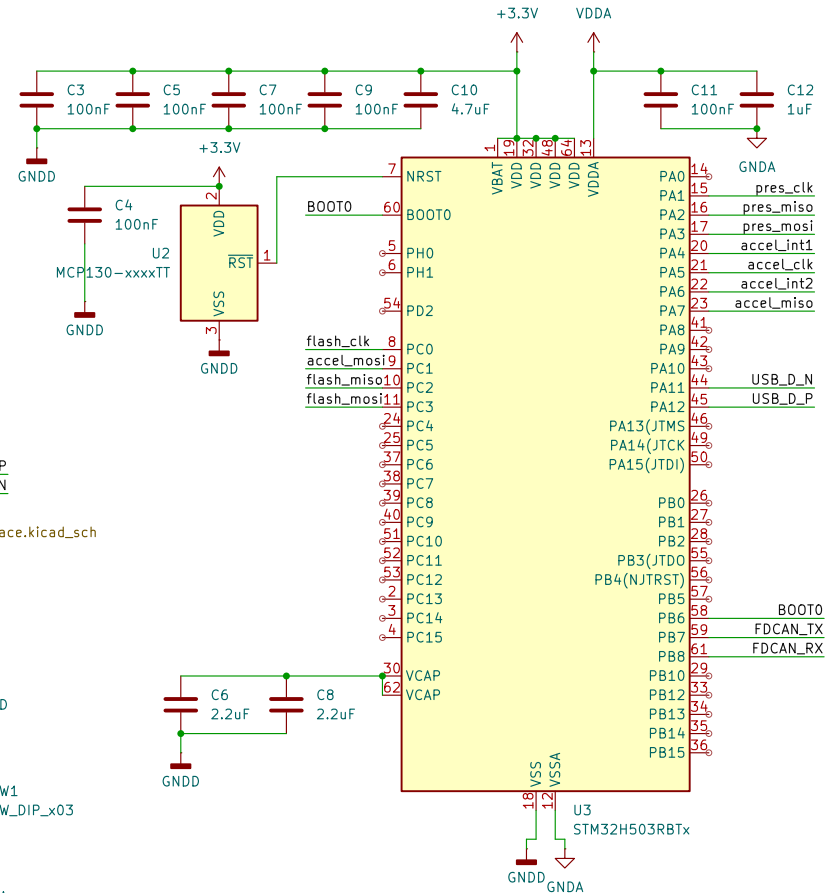 +3.3V VDDA
C3 100nF
C5 100nF
C7 100nF
C9 100nF
C10 4.7uF
C11 100nF
C12 1uF
GNDD
GNDA
+3.3V
C4 100nF
GNDD
U2
MCP130-xxxxTT
2 VDD
RST 1
3 VSS
GNDD
1 VBAT
19 VDD
32 VDD
48 VDD
64 VDD
13 VDDA
7 NRST
BOOT0 60 BOOT0
5 PH0
6 PH1
54 PD2
flash_clk 8 PC0
accel_mosi 9 PC1
flash_miso 10 PC2
flash_mosi 11 PC3
24 PC4
25 PC5
37 PC6
38 PC7
39 PC8
40 PC9
51 PC10
52 PC11
53 PC12
2 PC13
3 PC14
4 PC15
30 VCAP
62 VCAP
PA0 14
PA1 15 pres_clk
PA2 16 pres_miso
PA3 17 pres_mosi
PA4 20 accel_int1
PA5 21 accel_clk
PA6 22 accel_int2
PA7 23 accel_miso
PA8 41
PA9 42
PA10 43
PA11 44 USB_D_N
PA12 45 USB_D_P
PA13(JTMS 46
PA14(JTCK 49
PA15(JTDI) 50
PB0 26
PB1 27
PB2 28
PB3(JTDO 55
PB4(NJTRST) 56
PB5 57
PB6 58 BOOT0
PB7 59 FDCAN_TX
PB8 61 FDCAN_RX
PB10 29
PB12 33
PB13 34
PB14 35
PB15 36
18 VSS
12 VSSA
U3
STM32H503RBTx
GNDD
GNDA
C6 2.2uF
C8 2.2uF
GNDD
P
N
ace.kicad_sch
D
W1
W_DIP_x03
.